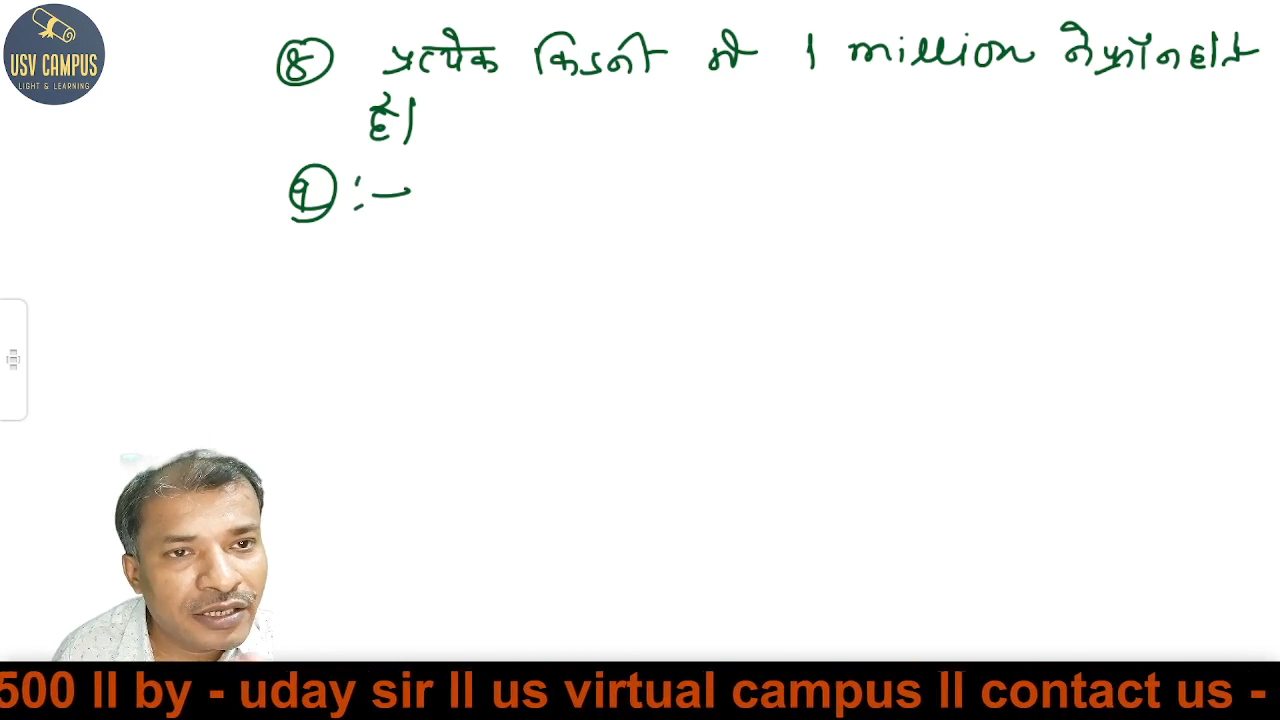 USV CAMPUS
LIGHT & LEARNING
⑧ प्रत्येक किडनी मे 1 million नेफ्रॉन होते
है।
⑨ :-
500 ll by - uday sir ll us virtual campus ll contact us -